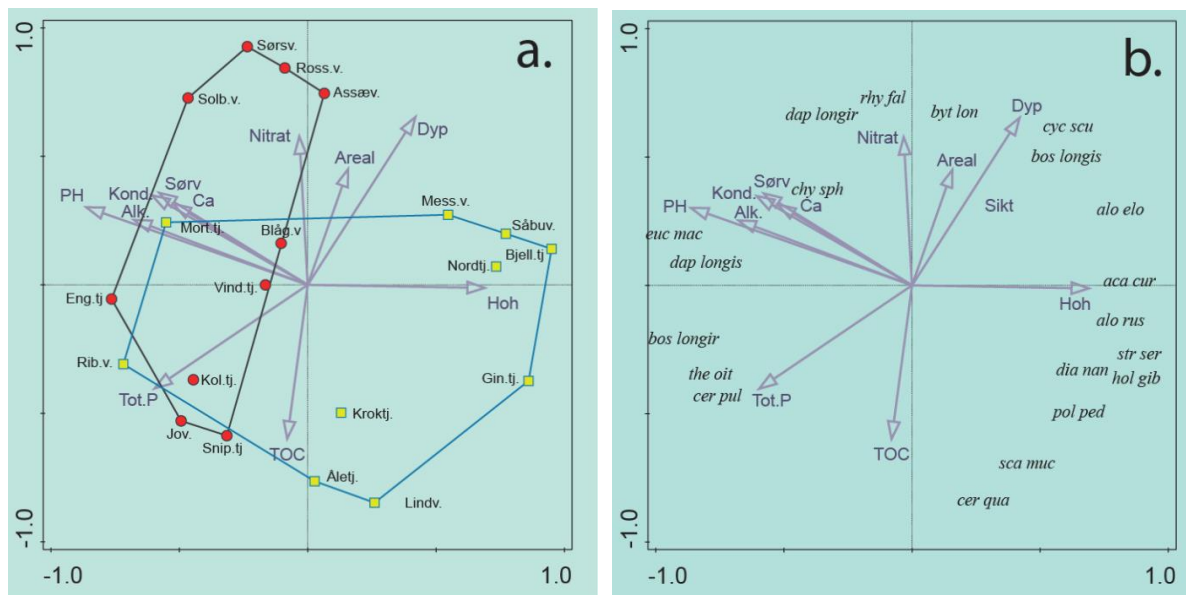 a.
1.0
Sørsv.
Ross.v.
Solb.v.
Assæv.
Nitrat
Dyp
Areal
Sørv
Kond.
Ca
PH
Alk.
Mort.tj.
Mess.v.
Såbuv.
Blåg.v
Bjell.tj
Nordtj.
Vind.tj.
Eng.tj
Hoh
Rib.v.
Kol.tj.
Gin.tj.
Tot.P
Kroktj.
Jov.
Snip.tj
TOC
Åletj.
Lindv.
-1.0
-1.0
1.0
b.
1.0
rhy fal
dap longir
byt lon
Dyp
cyc scu
Nitrat
bos longis
Areal
Sørv
chy sph
Kond.
Ca
Sikt
PH
Alk.
alo elo
euc mac
dap longis
aca cur
Hoh
alo rus
bos longir
str ser
the oit
dia nan
hol gib
cer pul
Tot.P
pol ped
TOC
sca muc
cer qua
-1.0
-1.0
1.0